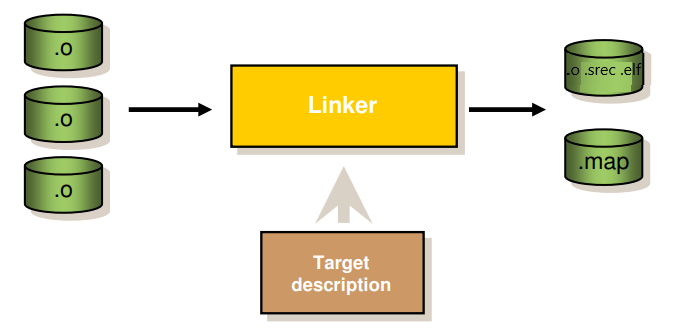 .o
.o
.o
Linker
.o .srec .elf
.map
Target
description